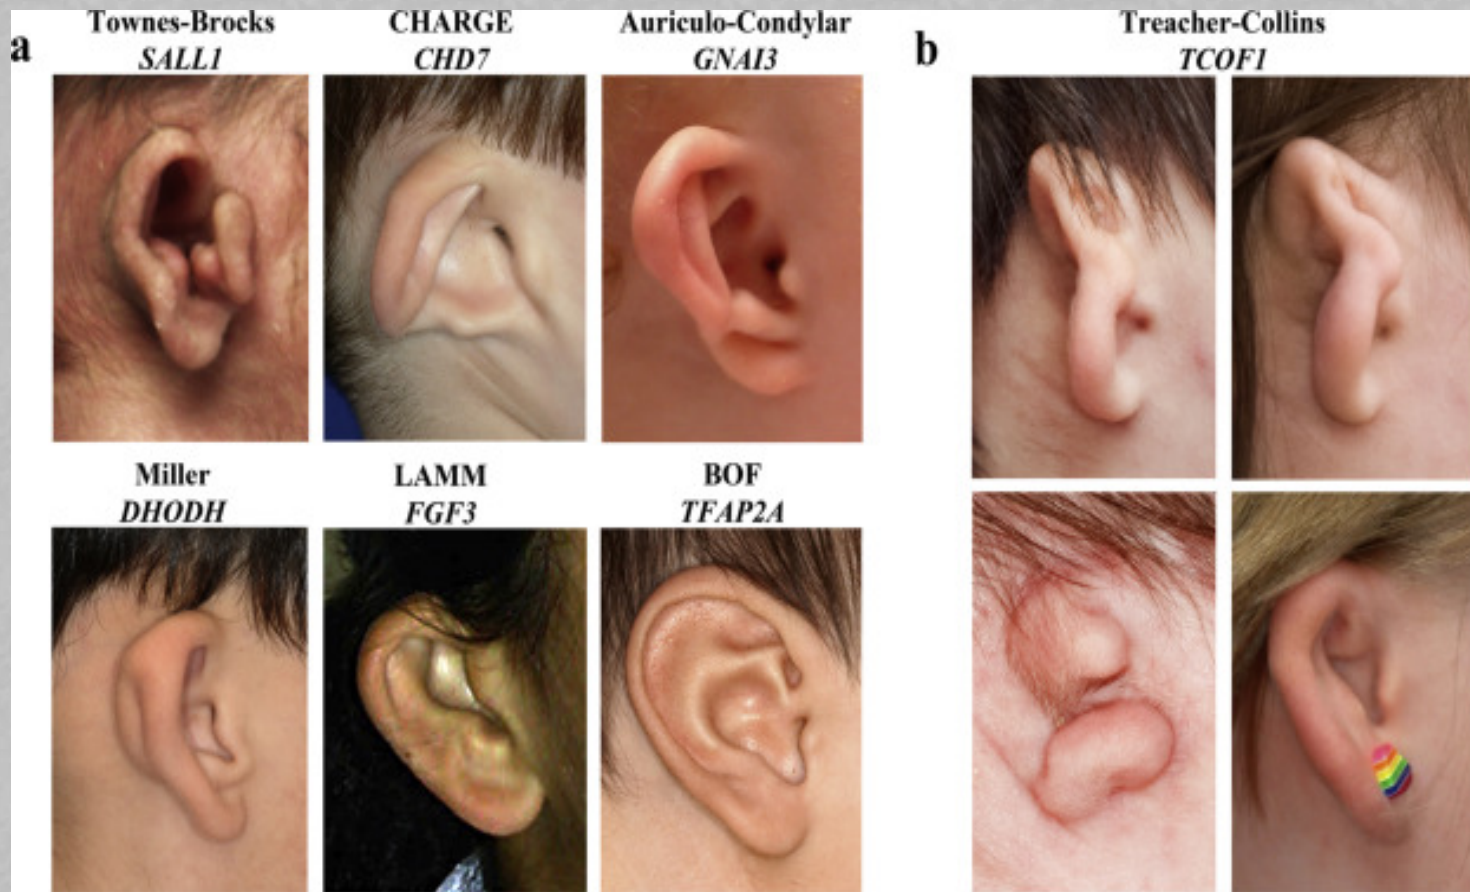 a
Townes-Brocks
SALL1
CHARGE
CHD7
Auriculo-Condylar
GNAI3
Miller
DHODH
LAMM
FGF3
BOF
TFAP2A
b
Treacher-Collins
TCOF1